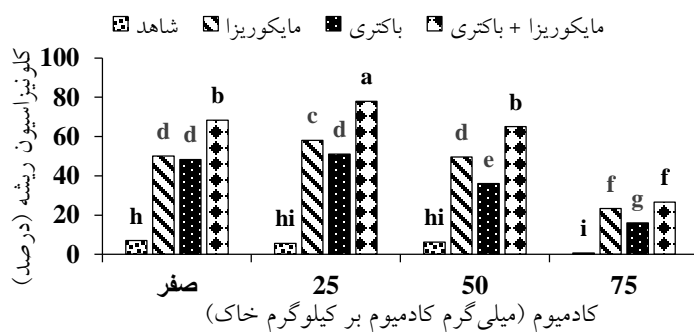 شاهد مایکوریزا باکتری مایکوریزا + باکتری
کلونیزاسیون ریشه (درصد)
100
80
60
40
20
0
h d d b
hi c d a
hi d e b
i f g f
صفر 25 50 75
کادمیوم (میلی‌گرم کادمیوم بر کیلوگرم خاک)